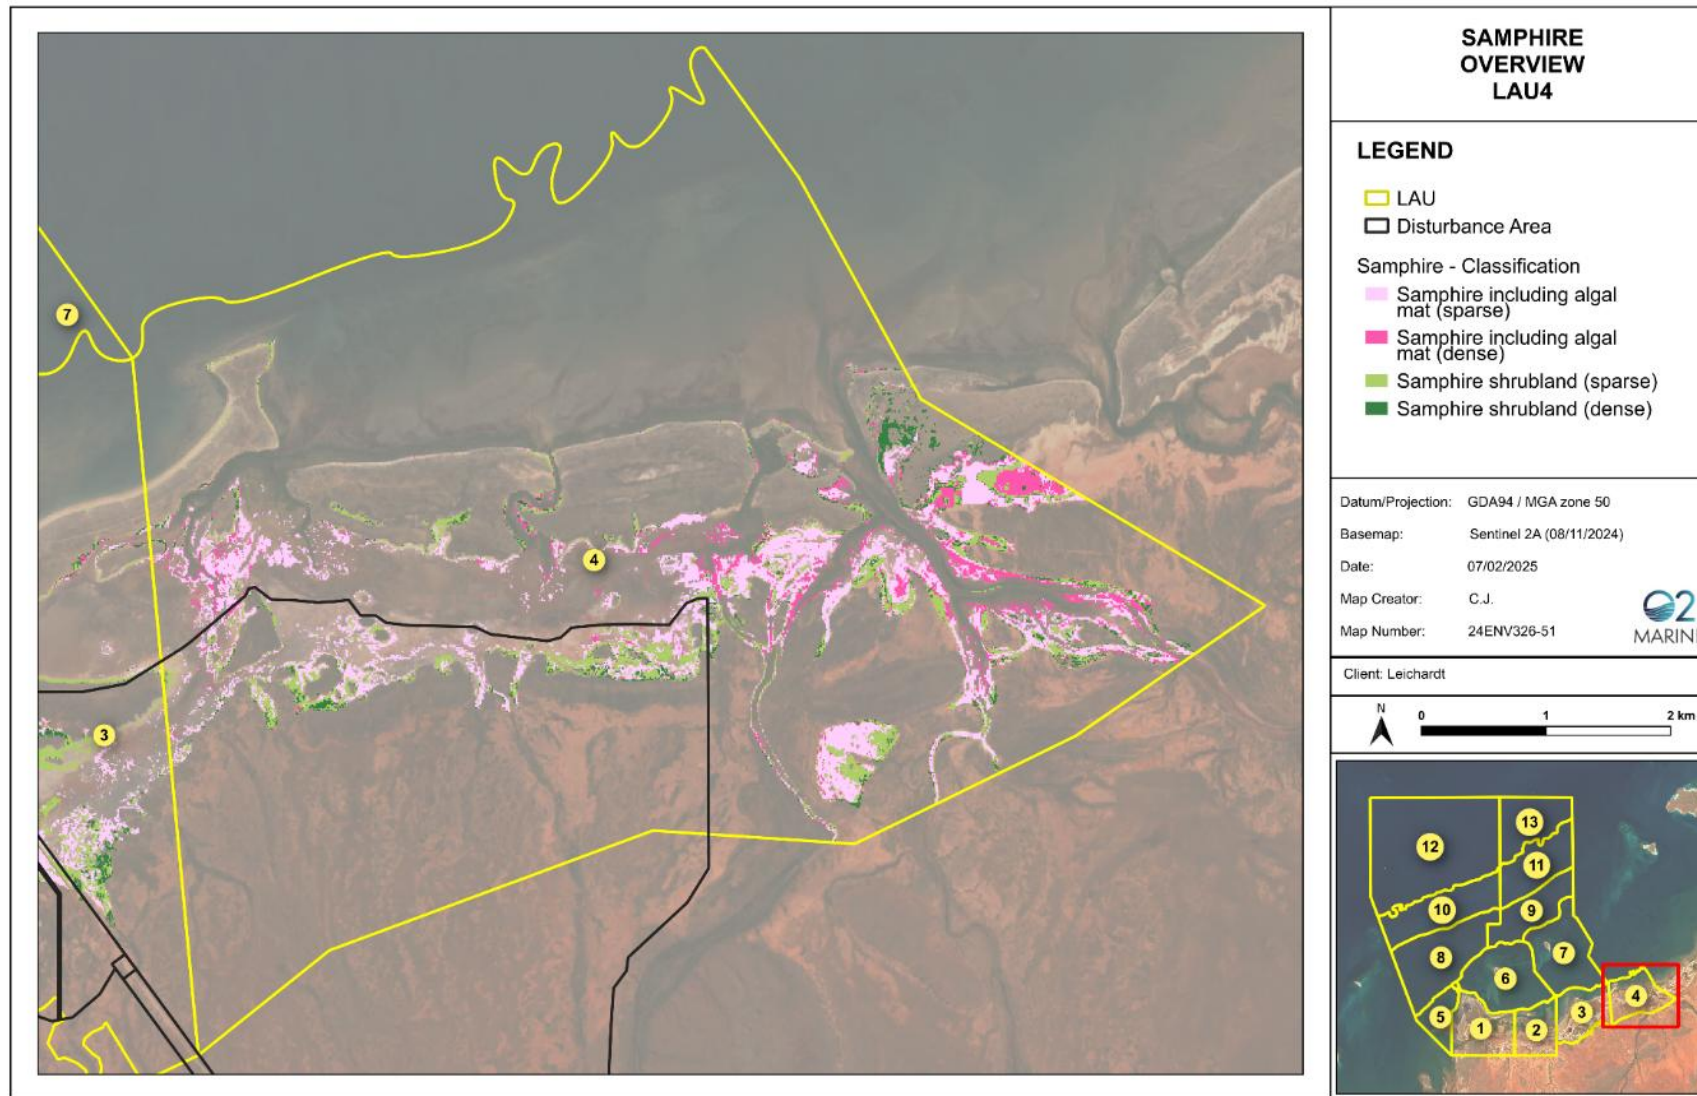 SAMPHIRE
OVERVIEW
LAU4
LEGEND
LAU
Disturbance Area
Samphire - Classification
Samphire including algal
mat (sparse)
Samphire including algal
mat (dense)
Samphire shrubland (sparse)
Samphire shrubland (dense)
Datum/Projection: GDA94 / MGA zone 50
Basemap: Sentinel 2A (08/11/2024)
Date: 07/02/2025
Map Creator: C.J.
Map Number: 24ENV326-51
O2
MARIN
Client: Leichardt
N
0 1 2 km
7
4
3
13
12
11
10
9
8
7
6
5
4
3
1
2